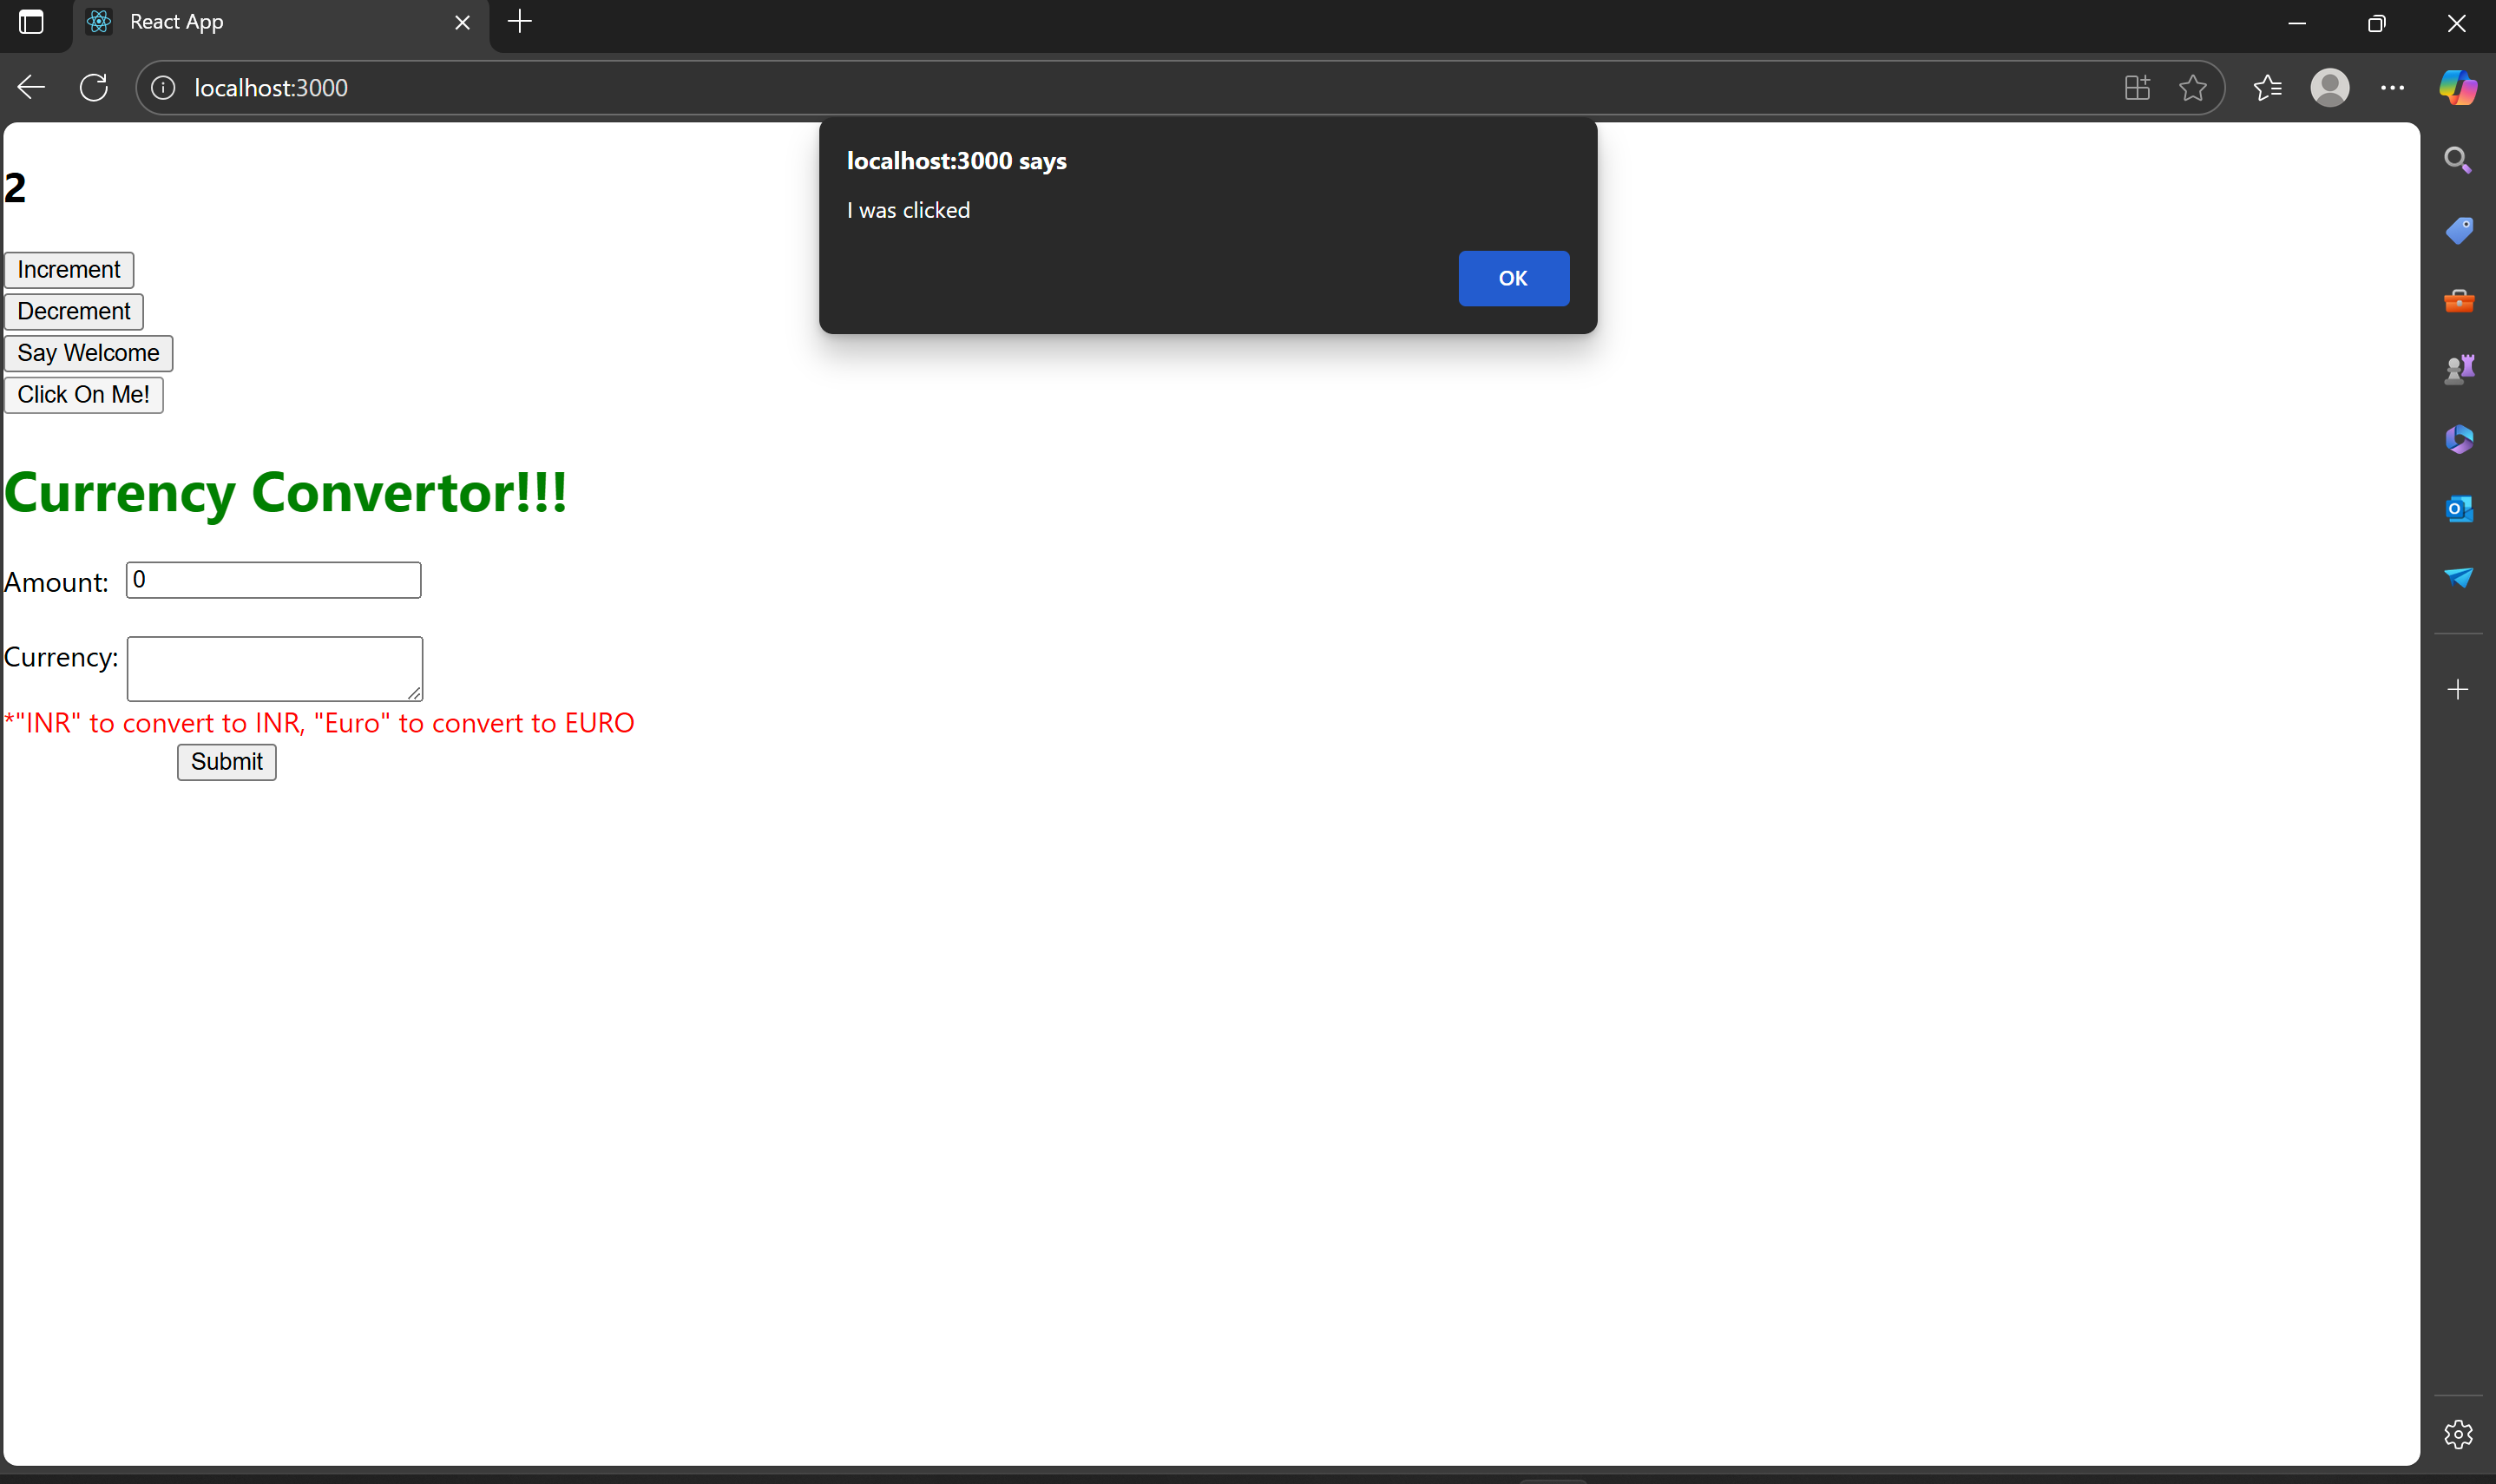 React App
localhost:3000
localhost:3000 says
I was clicked
OK
2
Increment
Decrement
Say Welcome
Click On Me!
Currency Convertor!!!
Amount: 0
Currency:
*"INR" to convert to INR, "Euro" to convert to EURO
Submit